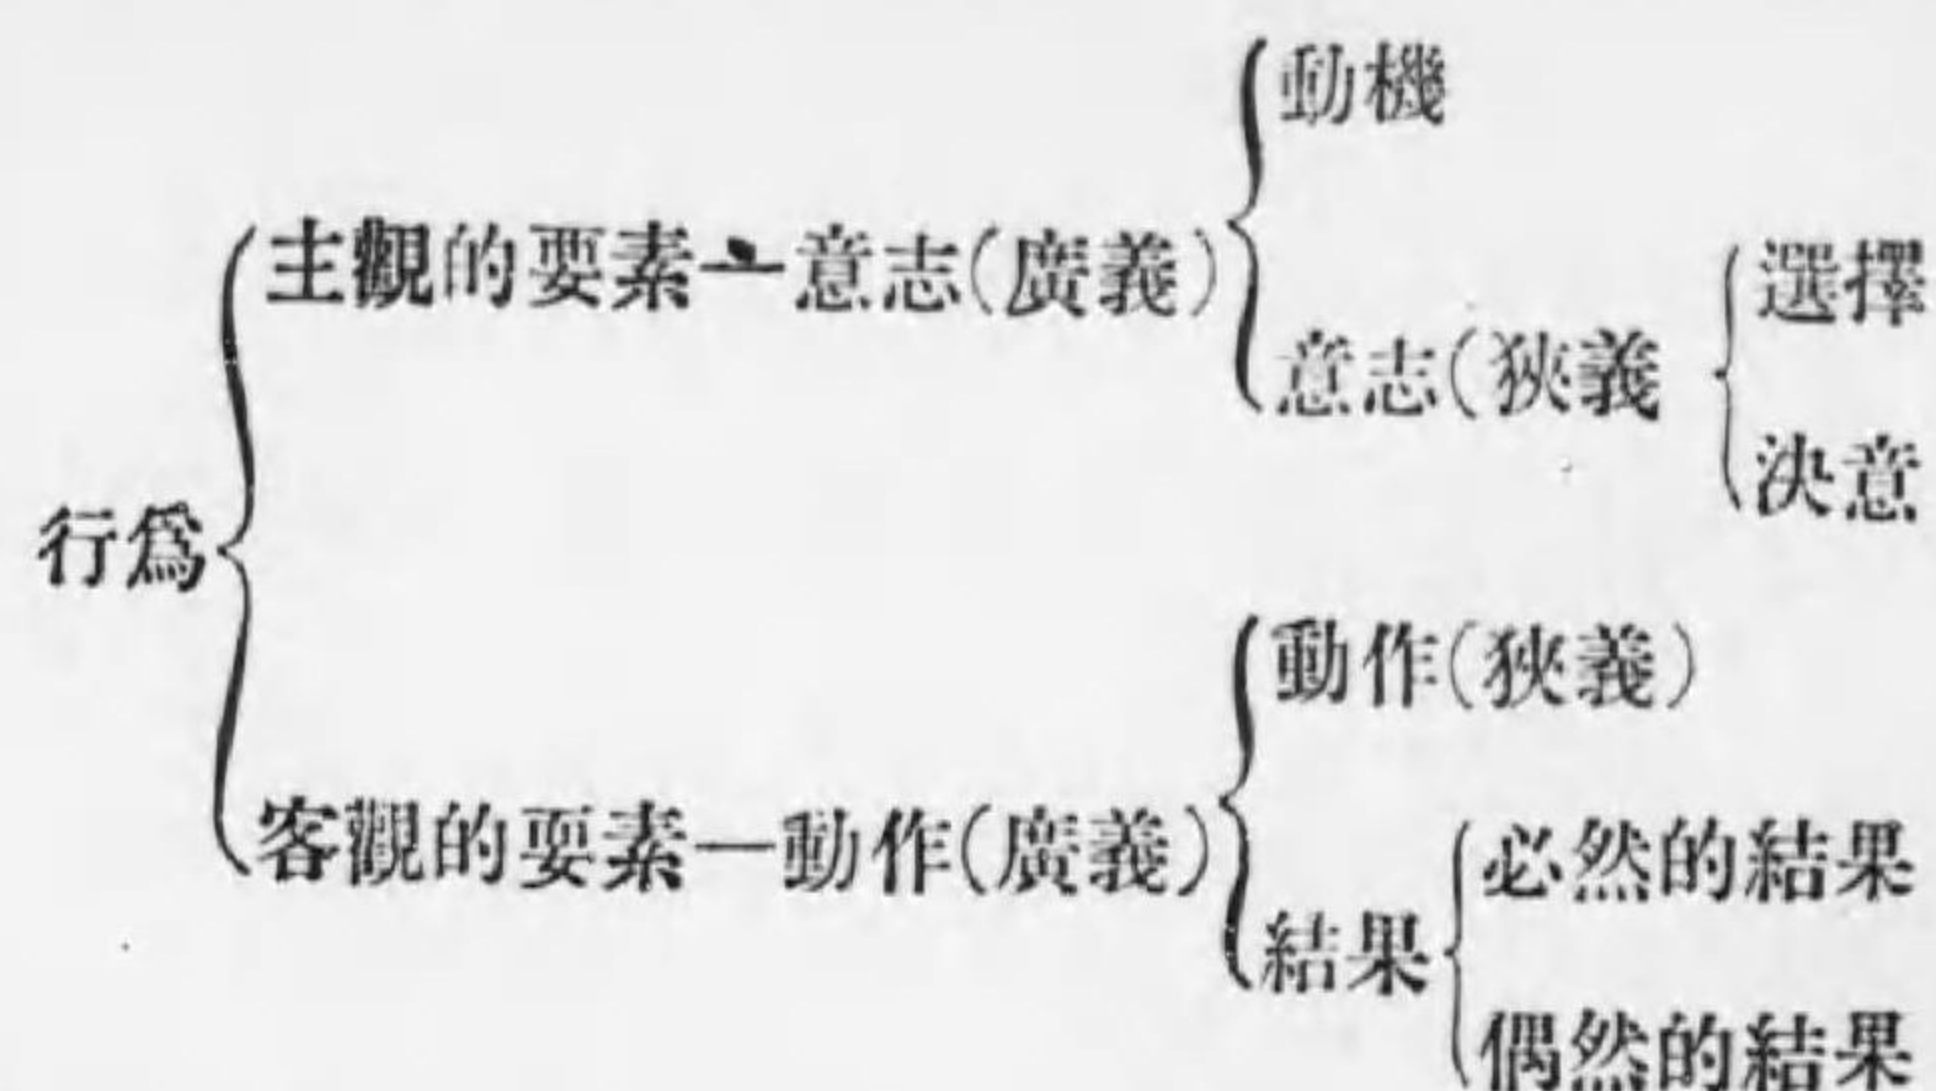 動機
主觀的要素—意志(廣義)
選擇
意志(狹義
決意
行爲
動作(狹義)
客觀的要素—動作(廣義)
必然的結果
結果
偶然的結果